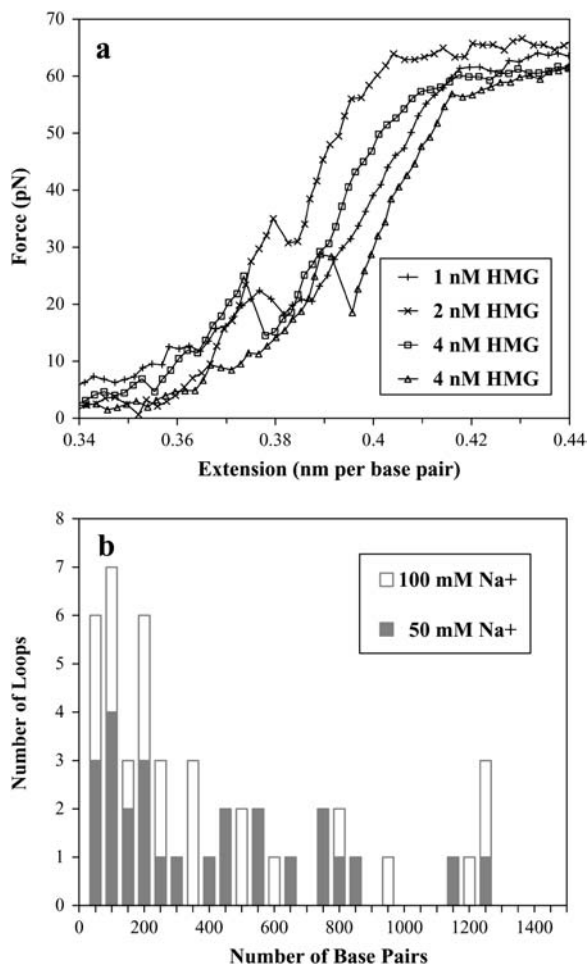 a
70
60
50
40
30
20
10
0
Force (pN)
1 nM HMG
2 nM HMG
4 nM HMG
4 nM HMG
0.34 0.36 0.38 0.4 0.42 0.44
Extension (nm per base pair)
b
8
7
6
5
4
3
2
1
0
Number of Loops
100 mM Na+
50 mM Na+
0 200 400 600 800 1000 1200 1400
Number of Base Pairs